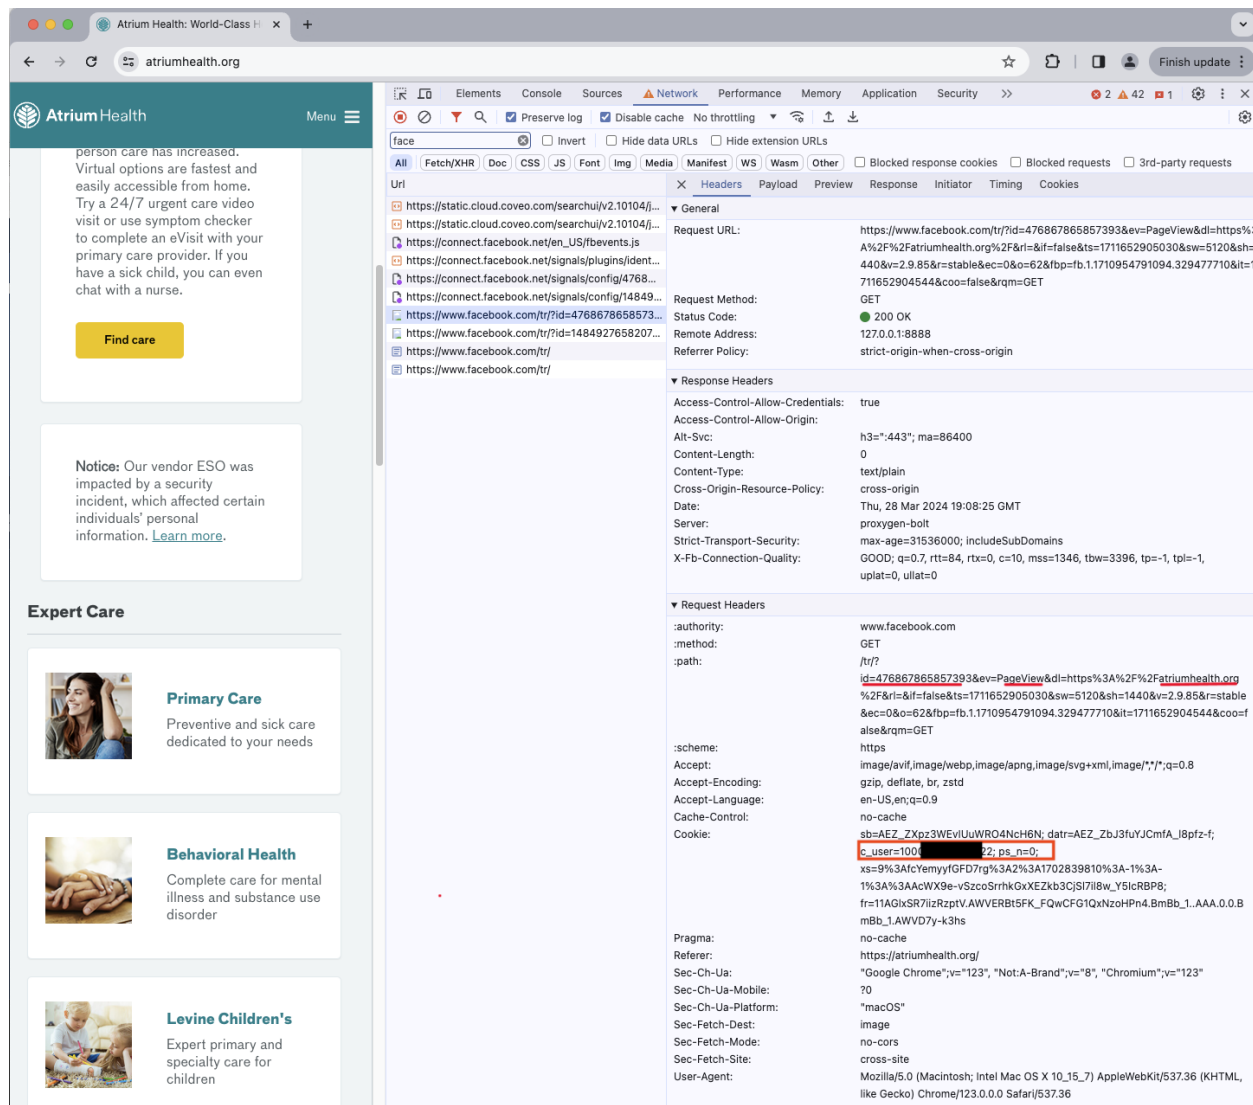 Atrium Health: World-Class H
atriumhealth.org
Finish update
Atrium Health
Menu
person care has increased.
Virtual options are fastest and
easily accessible from home.
Try a 24/7 urgent care video
visit or use symptom checker
to complete an eVisit with your
primary care provider. If you
have a sick child, you can even
chat with a nurse.
Find care
Notice: Our vendor ESO was
impacted by a security
incident, which affected certain
individuals' personal
information. Learn more.
Expert Care
Primary Care
Preventive and sick care
dedicated to your needs
Behavioral Health
Complete care for mental
illness and substance use
disorder
Levine Children's
Expert primary and
specialty care for
children
Elements Console Sources Network Performance Memory Application Security 2 42 1
Preserve log Disable cache No throttling
face Invert Hide data URLs Hide extension URLs
All Fetch/XHR Doc CSS JS Font Img Media Manifest WS Wasm Other Blocked response cookies Blocked requests 3rd-party requests
Url
https://static.cloud.coveo.com/searchui/v2.10104/j...
https://static.cloud.coveo.com/searchui/v2.10104/j...
https://connect.facebook.net/en_US/fbevents.js
https://connect.facebook.net/signals/plugins/ident...
https://connect.facebook.net/signals/config/4768...
https://connect.facebook.net/signals/config/14849...
https://www.facebook.com/tr/?id=4768678658573...
https://www.facebook.com/tr/?id=1484927658207...
https://www.facebook.com/tr/
https://www.facebook.com/tr/
Headers Payload Preview Response Initiator Timing Cookies
General
Request URL: https://www.facebook.com/tr/?id=476867865857393&ev=PageView&dl=https%3
A%2F%2Fatriumhealth.org%2F&rl=&if=false&ts=1711652905030&sw=5120&sh=
440&v=2.9.85&r=stable&ec=0&o=62&fbp=fb.1.1710954791094.329477710&it=1
711652904544&coo=false&rqm=GET
Request Method: GET
Status Code: 200 OK
Remote Address: 127.0.0.1:8888
Referrer Policy: strict-origin-when-cross-origin
Response Headers
Access-Control-Allow-Credentials: true
Access-Control-Allow-Origin:
Alt-Svc: h3=":443"; ma=86400
Content-Length: 0
Content-Type: text/plain
Cross-Origin-Resource-Policy: cross-origin
Date: Thu, 28 Mar 2024 19:08:25 GMT
Server: proxygen-bolt
Strict-Transport-Security: max-age=31536000; includeSubDomains
X-Fb-Connection-Quality: GOOD; q=0.7, rtt=84, rtx=0, c=10, mss=1346, tbw=3396, tp=-1, tpl=-1,
uplat=0, ullat=0
Request Headers
:authority: www.facebook.com
:method: GET
:path: /tr/?
id=476867865857393&ev=PageView&dl=https%3A%2F%2Fatriumhealth.org
%2F&rl=&if=false&ts=1711652905030&sw=5120&sh=1440&v=2.9.85&r=stable
&ec=0&o=62&fbp=fb.1.1710954791094.329477710&it=1711652904544&coo=f
alse&rqm=GET
:scheme: https
Accept: image/avif,image/webp,image/apng,image/svg+xml,image/*,*/*;q=0.8
Accept-Encoding: gzip, deflate, br, zstd
Accept-Language: en-US,en;q=0.9
Cache-Control: no-cache
Cookie: sb=AEZ_ZXpz3WEvlUuWRO4NcH6N; datr=AEZ_ZbJ3fuYJCmfA_l8pfz-f;
c_user=100 22; ps_n=0;
xs=9%3AfcYemyyfGFD7rg%3A2%3A1702839810%3A-1%3A-
1%3A%3AAcWX9e-vSzcoSrrhkGxXEZkb3CjSl7il8w_Y5IcRBP8;
fr=11AGlxSR7iizRzptV.AWVERBt5FK_FQwCFG1QxNzoHPn4.BmBb_1..AAA.0.0.B
mBb_1.AWVD7y-k3hs
Pragma: no-cache
Referer: https://atriumhealth.org/
Sec-Ch-Ua: "Google Chrome";v="123", "Not:A-Brand";v="8", "Chromium";v="123"
Sec-Ch-Ua-Mobile: ?0
Sec-Ch-Ua-Platform: "macOS"
Sec-Fetch-Dest: image
Sec-Fetch-Mode: no-cors
Sec-Fetch-Site: cross-site
User-Agent: Mozilla/5.0 (Macintosh; Intel Mac OS X 10_15_7) AppleWebKit/537.36 (KHTML,
like Gecko) Chrome/123.0.0.0 Safari/537.36